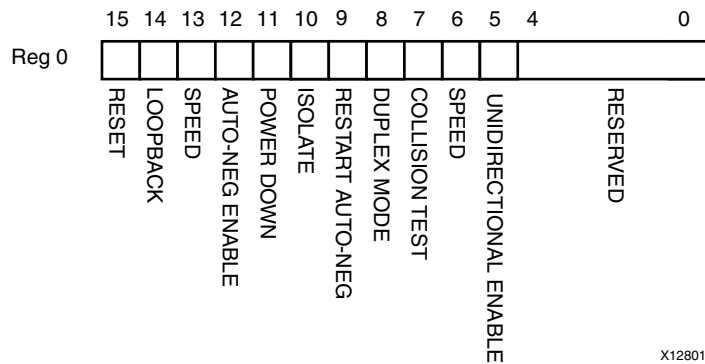 15 14 13 12 11 10 9 8 7 6 5 4 0
Reg 0
RESET
LOOPBACK
SPEED
AUTO-NEG ENABLE
POWER DOWN
ISOLATE
RESTART AUTO-NEG
DUPLEX MODE
COLLISION TEST
SPEED
UNIDIRECTIONAL ENABLE
RESERVED
X12801